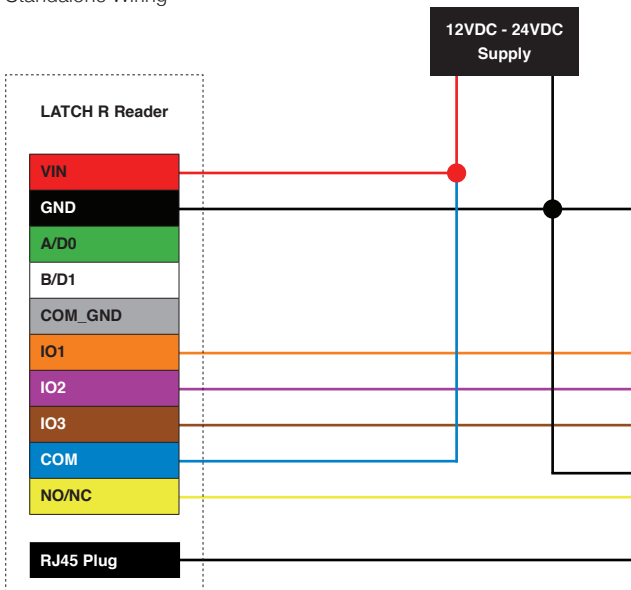 Standalone Wiring
12VDC - 24VDC
Supply
LATCH R Reader
VIN
GND
A/D0
B/D1
COM_GND
IO1
IO2
IO3
COM
NO/NC
RJ45 Plug